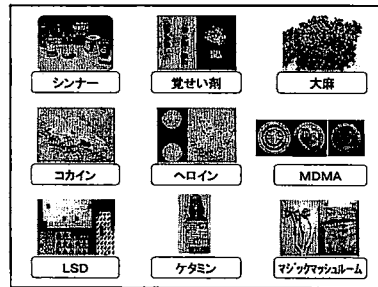 シンナー
覚せい剤
大麻
コカイン
ヘロイン
MDMA
LSD
ケタミン
マジックマッシュルーム